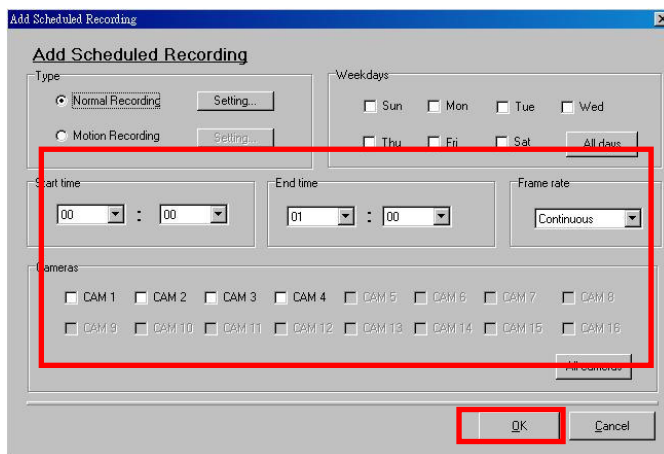 Add Scheduled Recording
Add Scheduled Recording
Type
Normal Recording Setting...
Motion Recording Setting...
Weekdays
Sun Mon Tue Wed
Thu Fri Sat All days
Start time
00 : 00
End time
01 : 00
Frame rate
Continuous
Cameras
CAM 1 CAM 2 CAM 3 CAM 4 CAM 5 CAM 6 CAM 7 CAM 8
CAM 9 CAM 10 CAM 11 CAM 12 CAM 13 CAM 14 CAM 15 CAM 16
All cameras
OK Cancel